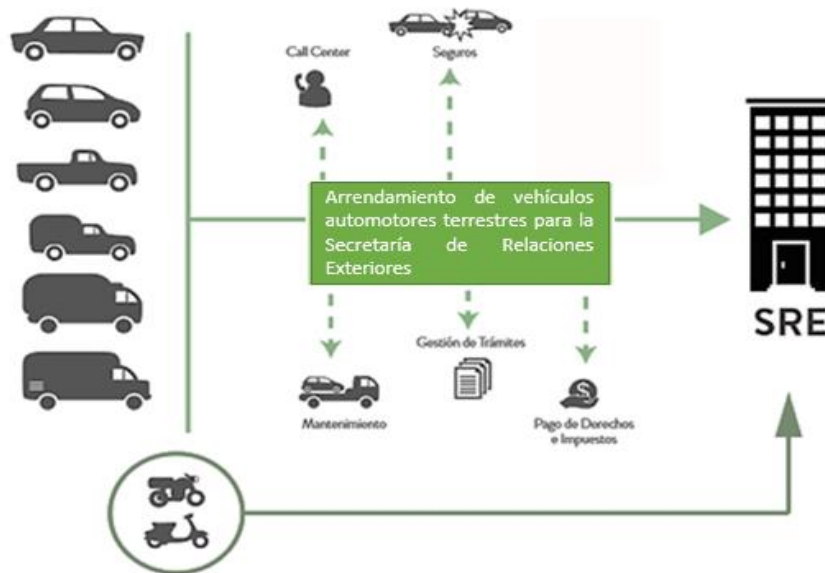 Call Center
Seguros
Arrendamiento de vehículos
automotores terrestres para la
Secretaría de Relaciones
Exteriores
SRE
Gestión de Trámites
Mantenimiento
Pago de Derechos
e Impuestos